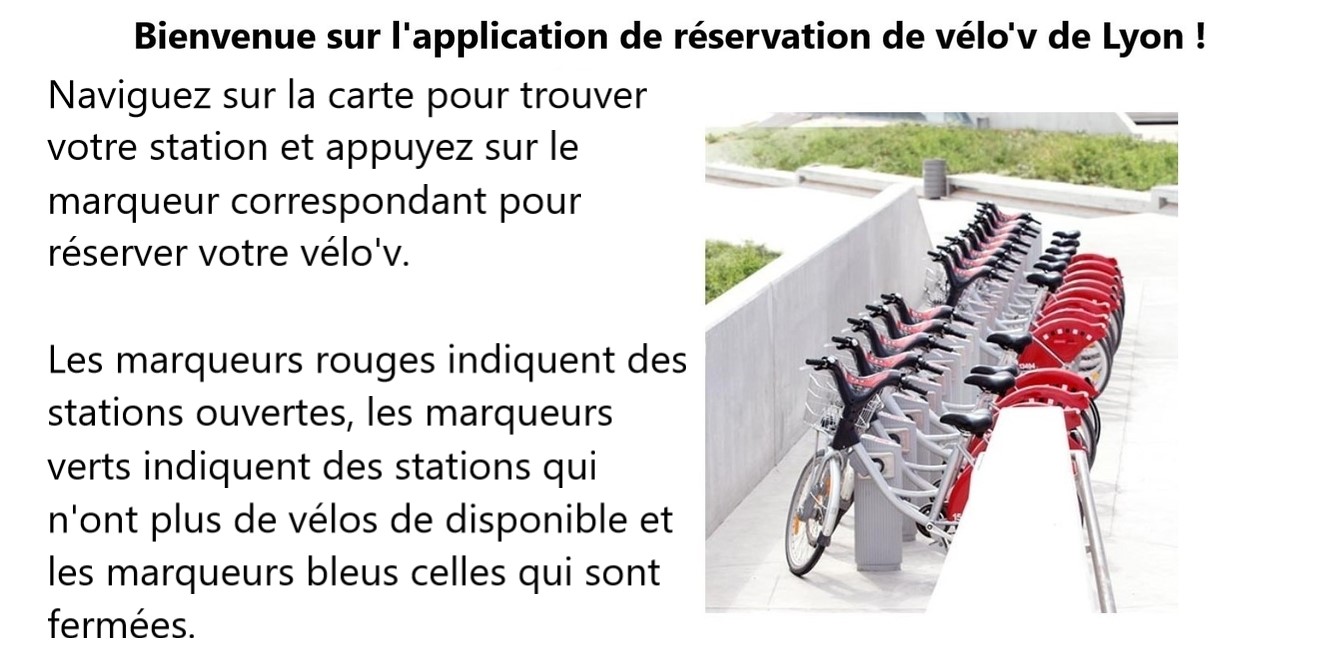 Bienvenue sur l'application de réservation de vélo'v de Lyon !
Naviguez sur la carte pour trouver
votre station et appuyez sur le
marqueur correspondant pour
réserver votre vélo'v.
Les marqueurs rouges indiquent des
stations ouvertes, les marqueurs
verts indiquent des stations qui
n'ont plus de vélos de disponible et
les marqueurs bleus celles qui sont
fermées.